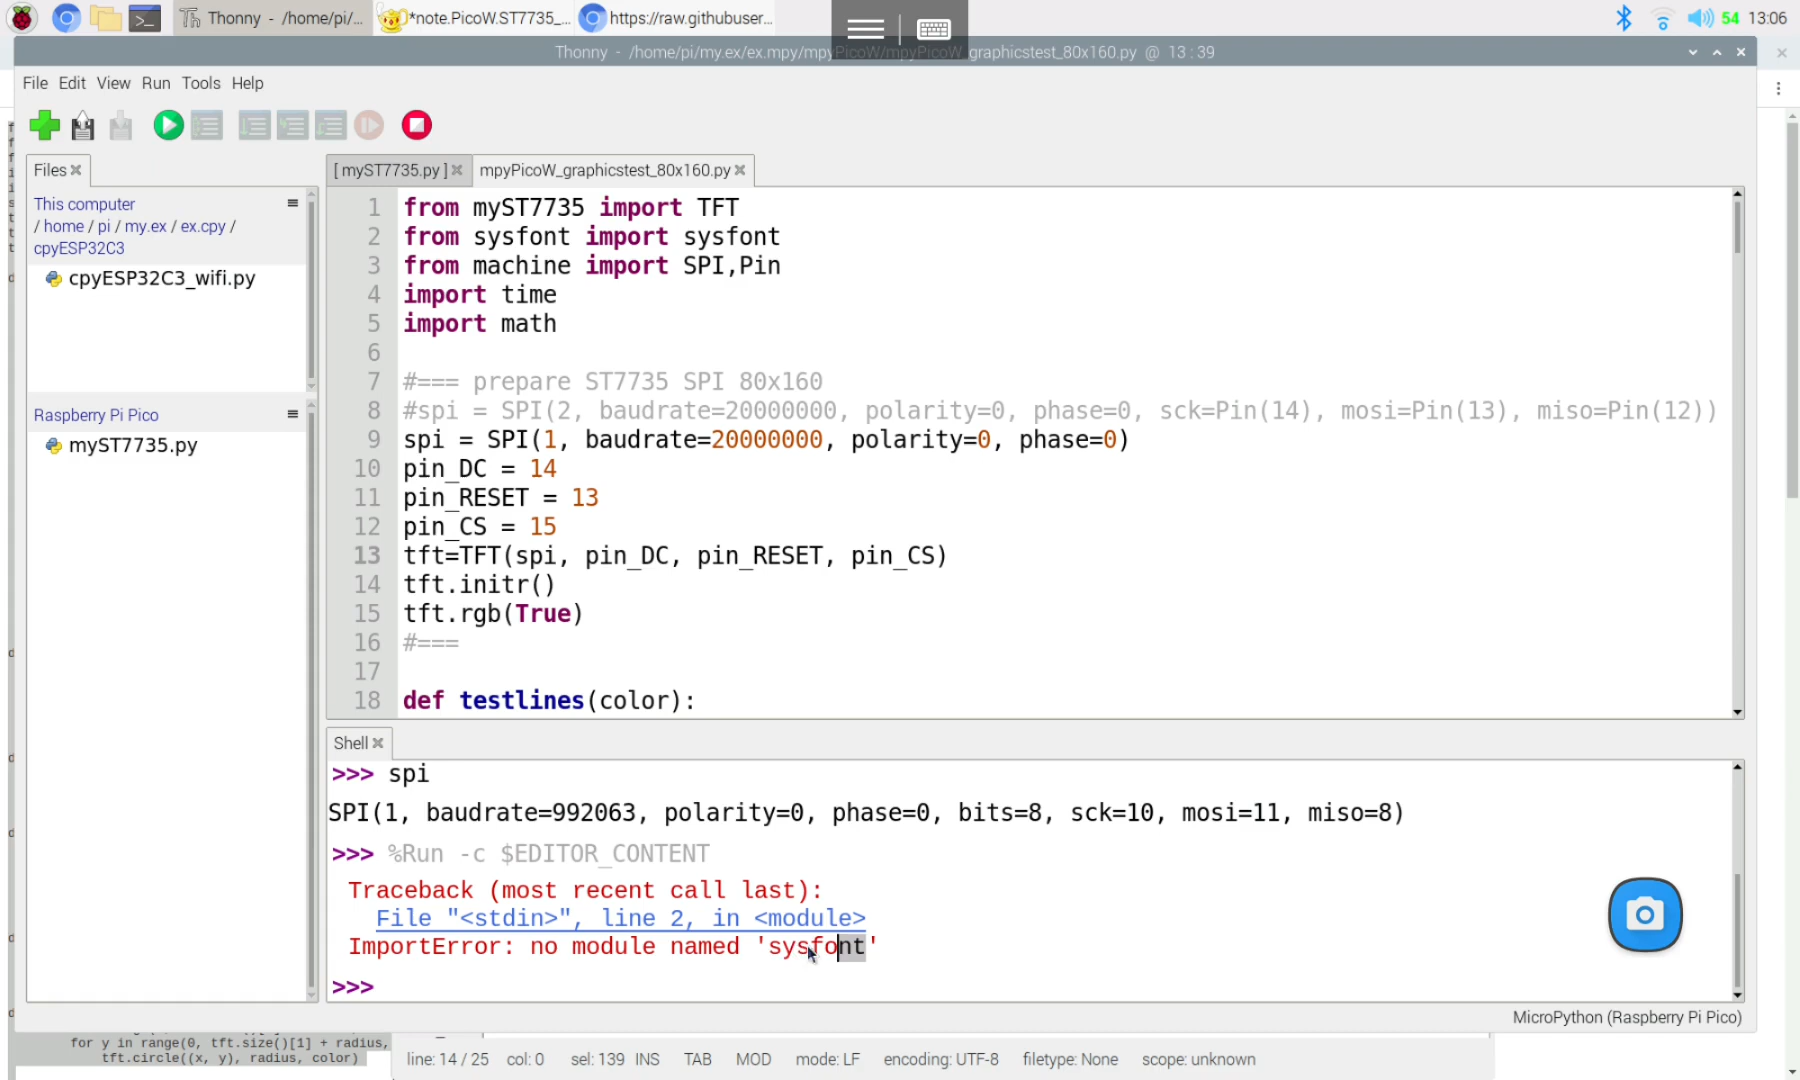 Thonny - /home/pi/...
*note.PicoW.ST7735_...
https://raw.githubuser...
54
13:06
Thonny - /home/pi/my.ex/ex.mpy/mpyPicoW/mpyPicoW_graphicstest_80x160.py @ 13 : 39
File Edit View Run Tools Help
Files
This computer
/ home / pi / my.ex / ex.cpy /
cpyESP32C3
cpyESP32C3_wifi.py
Raspberry Pi Pico
myST7735.py
[ myST7735.py ]
mpyPicoW_graphicstest_80x160.py
1 from myST7735 import TFT
2 from sysfont import sysfont
3 from machine import SPI,Pin
4 import time
5 import math
6
7 #=== prepare ST7735 SPI 80x160
8 #spi = SPI(2, baudrate=20000000, polarity=0, phase=0, sck=Pin(14), mosi=Pin(13), miso=Pin(12))
9 spi = SPI(1, baudrate=20000000, polarity=0, phase=0)
10 pin_DC = 14
11 pin_RESET = 13
12 pin_CS = 15
13 tft=TFT(spi, pin_DC, pin_RESET, pin_CS)
14 tft.initr()
15 tft.rgb(True)
16 #===
17
18 def testlines(color):
Shell
>>> spi
SPI(1, baudrate=992063, polarity=0, phase=0, bits=8, sck=10, mosi=11, miso=8)
>>> %Run -c $EDITOR_CONTENT
Traceback (most recent call last):
File "<stdin>", line 2, in <module>
ImportError: no module named 'sysfont'
>>>
MicroPython (Raspberry Pi Pico)
for y in range(0, tft.size()[1] + radius,
tft.circle((x, y), radius, color)
line: 14 / 25 col: 0 sel: 139 INS TAB MOD mode: LF encoding: UTF-8 filetype: None scope: unknown